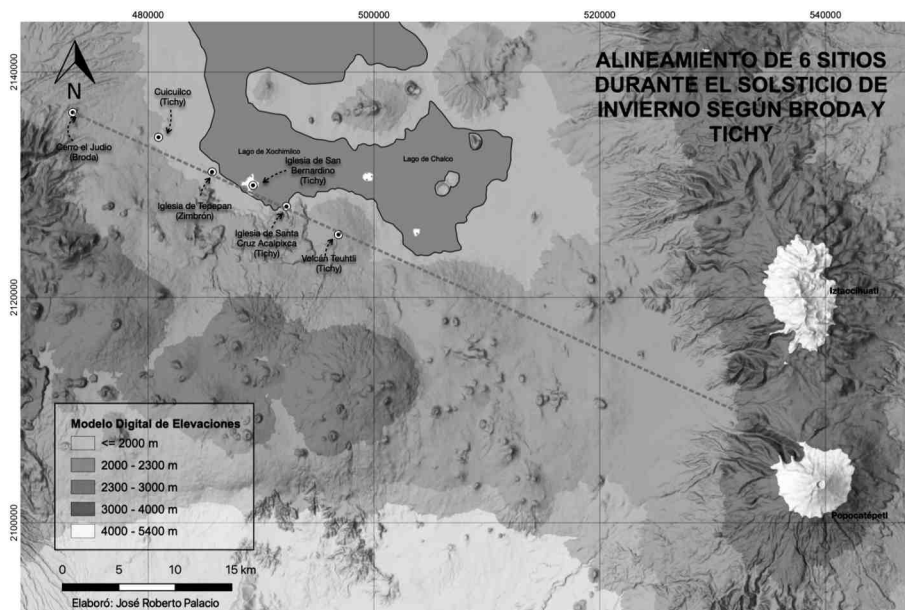 480000
500000
520000
540000
ALINEAMIENTO DE 6 SITIOS
DURANTE EL SOLSTICIO DE
INVIERNO SEGÚN BRODA Y
TICHY
2140000
2120000
2100000
N
Cuicuilco
(Tichy)
Cerro el Judio
(Broda)
Lago de Xochimilco
Iglesia de San
Bernardino
(Tichy)
Lago de Chalco
Iglesia de Tepepan
(Zimbrón)
Iglesia de Santa
Cruz Acalpixca
(Tichy)
Volcán Teuhtli
(Tichy)
Iztaccihuatl
Popocatépetl
Modelo Digital de Elevaciones
<= 2000 m
2000 - 2300 m
2300 - 3000 m
3000 - 4000 m
4000 - 5400 m
0 5 10 15 km
Elaboró: José Roberto Palacio